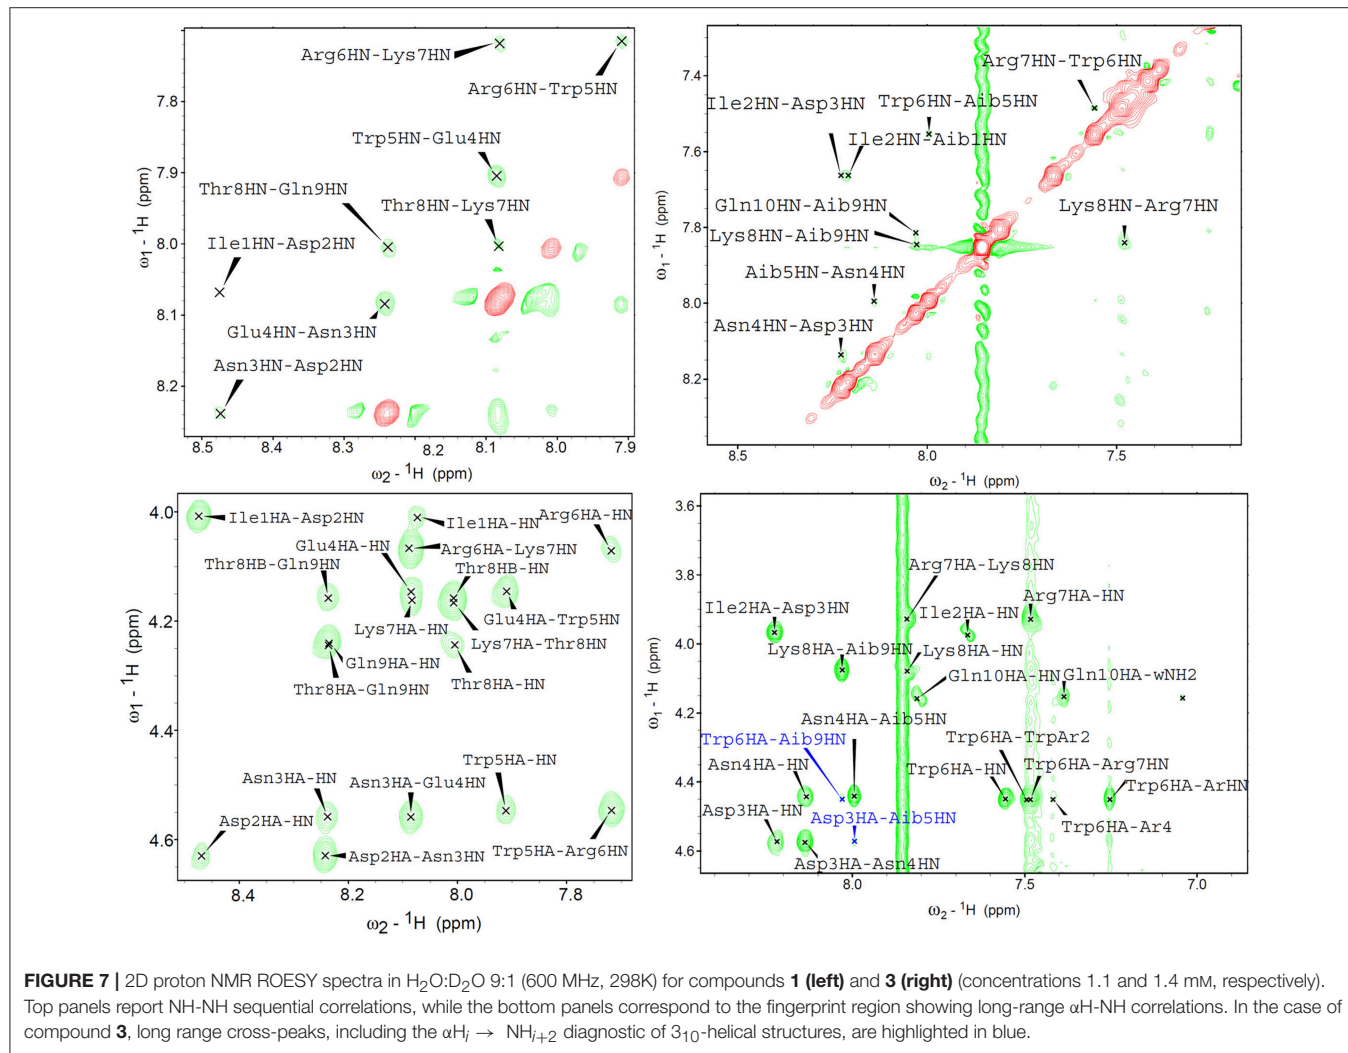 Arg6HN-Lys7HN
Arg6HN-Trp5HN
Trp5HN-Glu4HN
Thr8HN-Gln9HN
Thr8HN-Lys7HN
Ile1HN-Asp2HN
Glu4HN-Asn3HN
Asn3HN-Asp2HN
7.8
7.9
8.0
8.1
8.2
ω1 - 1H (ppm)
8.5 8.4 8.3 8.2 8.1 8.0 7.9
ω2 - 1H (ppm)
Arg7HN-Trp6HN
Ile2HN-Asp3HN
Trp6HN-Aib5HN
Ile2HN-Aib1HN
Gln10HN-Aib9HN
Lys8HN-Arg7HN
Lys8HN-Aib9HN
Aib5HN-Asn4HN
Asn4HN-Asp3HN
7.4
7.6
7.8
8.0
8.2
ω1 - 1H (ppm)
8.5 8.0 7.5
ω2 - 1H (ppm)
Ile1HA-Asp2HN
Ile1HA-HN
Arg6HA-HN
Glu4HA-HN
Arg6HA-Lys7HN
Thr8HB-Gln9HN
Thr8HB-HN
Glu4HA-Trp5HN
Lys7HA-HN
Lys7HA-Thr8HN
Gln9HA-HN
Thr8HA-Gln9HN
Thr8HA-HN
Trp5HA-HN
Asn3HA-HN
Asn3HA-Glu4HN
Asp2HA-HN
Trp5HA-Arg6HN
Asp2HA-Asn3HN
4.0
4.2
4.4
4.6
ω1 - 1H (ppm)
8.4 8.2 8.0 7.8
ω2 - 1H (ppm)
Arg7HA-Lys8HN
Arg7HA-HN
Ile2HA-Asp3HN
Ile2HA-HN
Lys8HA-Aib9HN
Lys8HA-HN
Gln10HA-HN
Gln10HA-wNH2
Asn4HA-Aib5HN
Trp6HA-Aib9HN
Trp6HA-TrpAr2
Asn4HA-HN
Trp6HA-HN
Trp6HA-Arg7HN
Trp6HA-ArHN
Asp3HA-HN
Asp3HA-Aib5HN
Trp6HA-Ar4
Asp3HA-Asn4HN
3.6
3.8
4.0
4.2
4.4
4.6
ω1 - 1H (ppm)
8.0 7.5 7.0
ω2 - 1H (ppm)
FIGURE 7 | 2D proton NMR ROESY spectra in H2O:D2O 9:1 (600 MHz, 298K) for compounds 1 (left) and 3 (right) (concentrations 1.1 and 1.4 mM, respectively).
Top panels report NH-NH sequential correlations, while the bottom panels correspond to the fingerprint region showing long-range αH-NH correlations. In the case of
compound 3, long range cross-peaks, including the αHi → NHi+2 diagnostic of 310-helical structures, are highlighted in blue.